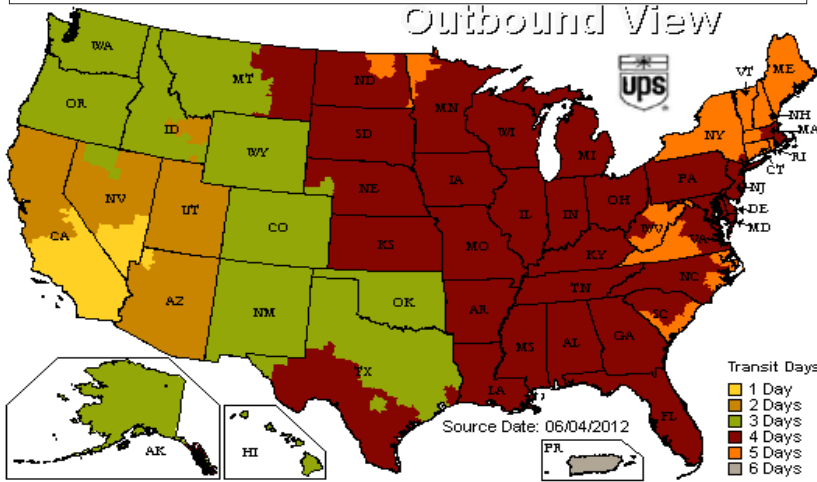 Outbound View
ups
WA
OR
MT
ID
WY
NV
UT
CA
AZ
CO
NM
ND
SD
NE
KS
OK
TX
MN
WI
IA
MO
AR
LA
IL
IN
MI
OH
KY
TN
MS
AL
GA
FL
SC
NC
VA
WV
PA
NY
VT
ME
NH
MA
RI
CT
NJ
DE
MD
AK
HI
PR
Source Date: 06/04/2012
Transit Days
1 Day
2 Days
3 Days
4 Days
5 Days
6 Days